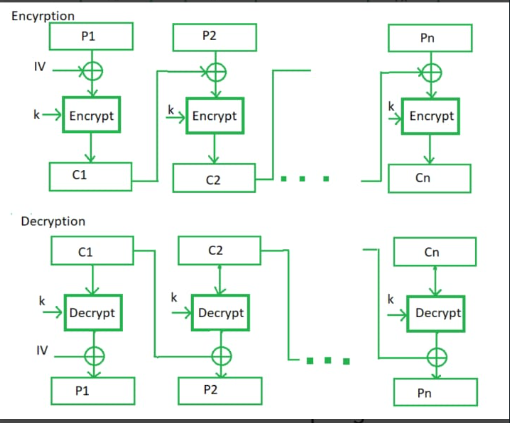 Encyrption
P1 P2 Pn
IV
k Encrypt k Encrypt k Encrypt
C1 C2 Cn
Decryption
C1 C2 Cn
k Decrypt k Decrypt k Decrypt
IV
P1 P2 Pn